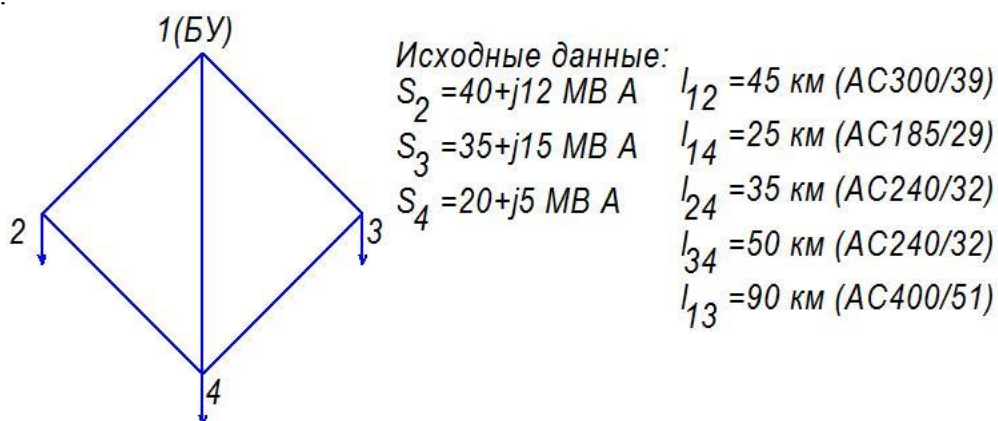 1(БУ)
2
3
4
Исходные данные:
S2 =40+j12 МВ А
S3 =35+j15 МВ А
S4 =20+j5 МВ А
l12 =45 км (АС300/39)
l14 =25 км (АС185/29)
l24 =35 км (АС240/32)
l34 =50 км (АС240/32)
l13 =90 км (АС400/51)